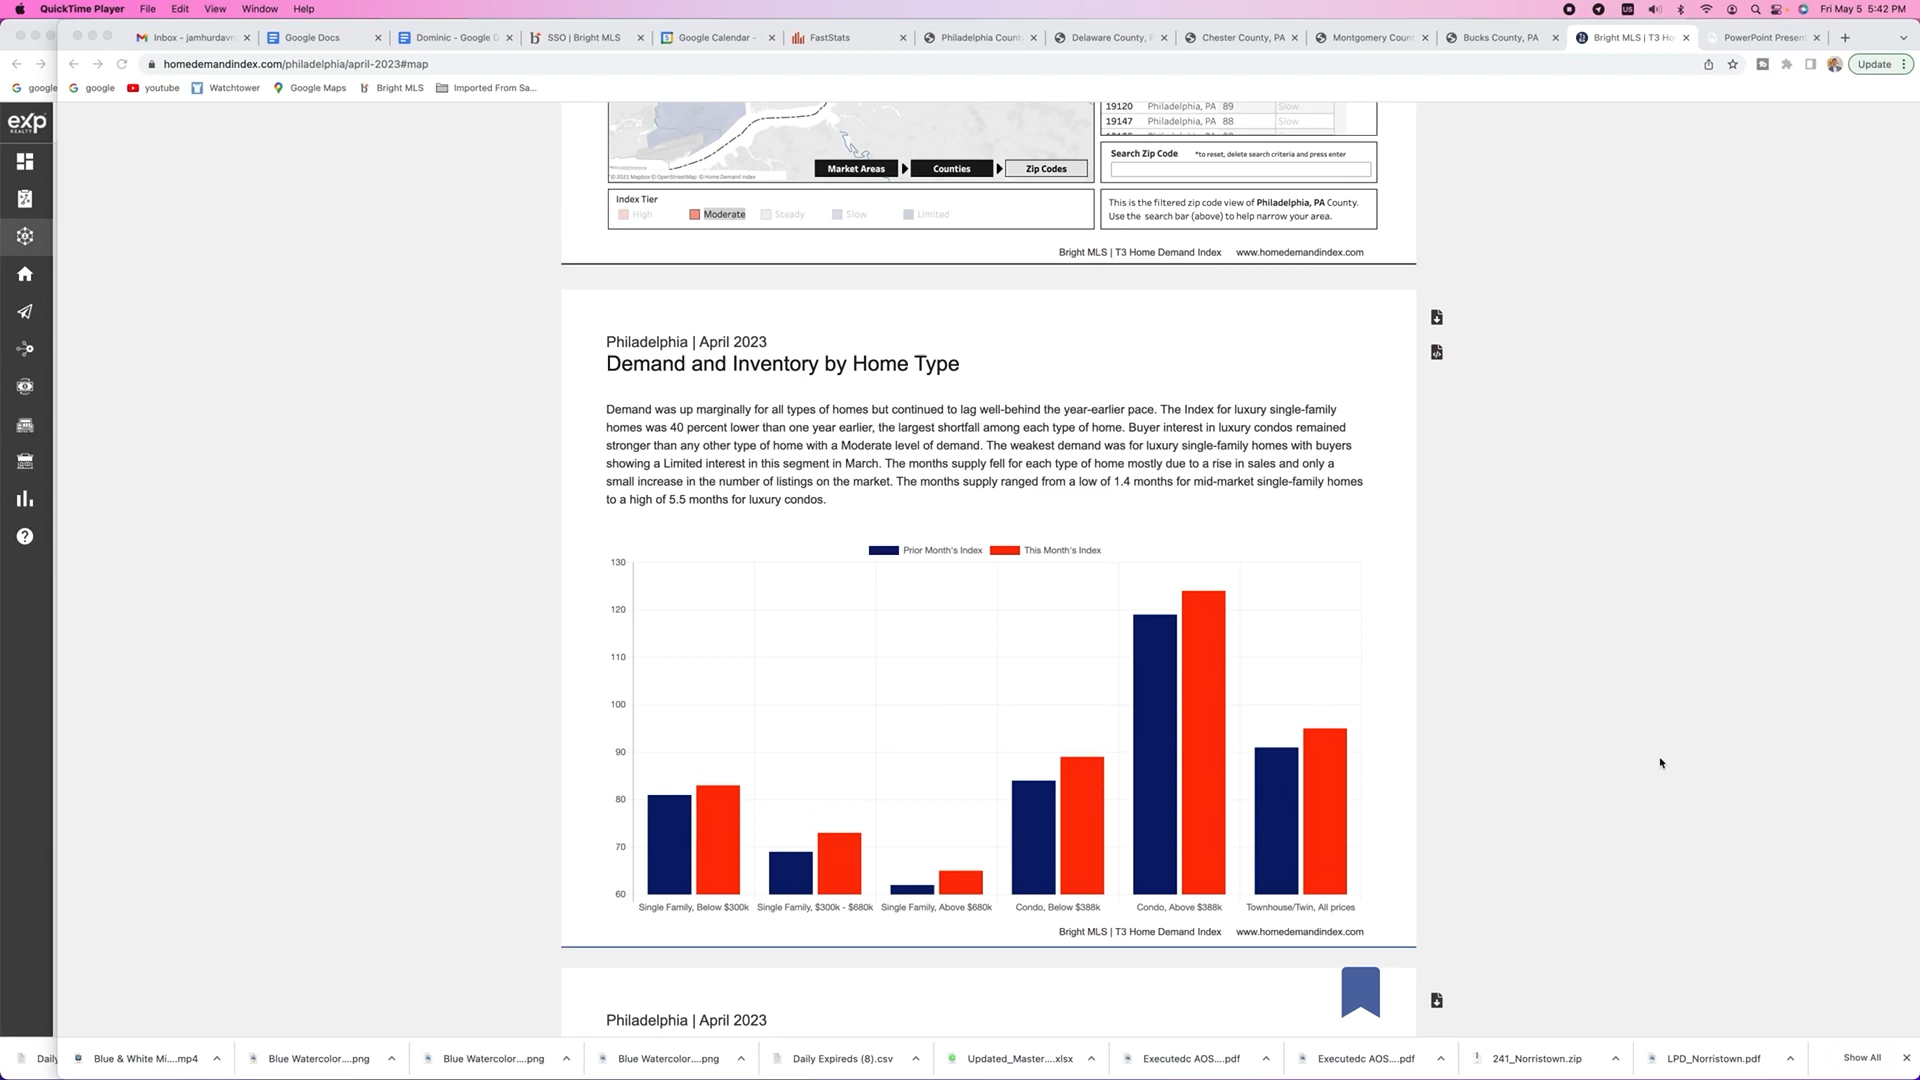 QuickTime Player File Edit View Window Help
US Fri May 5 5:42 PM
Inbox - jamhurdavn
Google Docs
Dominic - Google D
SSO | Bright MLS
Google Calendar -
FastStats
Philadelphia Count
Delaware County,
Chester County, PA
Montgomery Coun
Bucks County, PA
Bright MLS | T3 Ho
PowerPoint Present
homedemandindex.com/philadelphia/april-2023#map
Update
google
google
youtube
Watchtower
Google Maps
Bright MLS
Imported From Sa...
exp
REALTY
19120 Philadelphia, PA 89 Slow
19147 Philadelphia, PA 88 Slow
Search Zip Code *to reset, delete search criteria and press enter
Market Areas Counties Zip Codes
© 2021 Mapbox © OpenStreetMap © Home Demand Index
Index Tier
High Moderate Steady Slow Limited
This is the filtered zip code view of Philadelphia, PA County.
Use the search bar (above) to help narrow your area.
Bright MLS | T3 Home Demand Index www.homedemandindex.com
Philadelphia | April 2023
Demand and Inventory by Home Type
Demand was up marginally for all types of homes but continued to lag well-behind the year-earlier pace. The Index for luxury single-family
homes was 40 percent lower than one year earlier, the largest shortfall among each type of home. Buyer interest in luxury condos remained
stronger than any other type of home with a Moderate level of demand. The weakest demand was for luxury single-family homes with buyers
showing a Limited interest in this segment in March. The months supply fell for each type of home mostly due to a rise in sales and only a
small increase in the number of listings on the market. The months supply ranged from a low of 1.4 months for mid-market single-family homes
to a high of 5.5 months for luxury condos.
Prior Month's Index This Month's Index
130
120
110
100
90
80
70
60
Single Family, Below $300k Single Family, $300k - $680k Single Family, Above $680k Condo, Below $388k Condo, Above $388k Townhouse/Twin, All prices
Bright MLS | T3 Home Demand Index www.homedemandindex.com
Philadelphia | April 2023
Daily
Blue & White Mi....mp4
Blue Watercolor....png
Blue Watercolor....png
Blue Watercolor....png
Daily Expireds (8).csv
Updated_Master....xlsx
Executedc AOS....pdf
Executedc AOS....pdf
241_Norristown.zip
LPD_Norristown.pdf
Show All